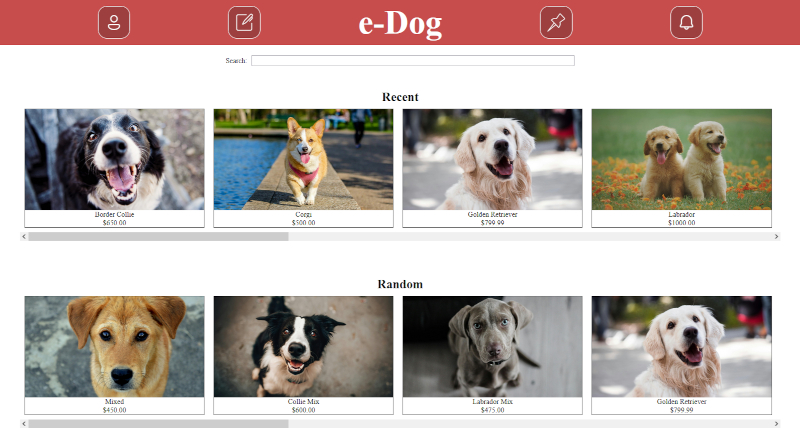 e-Dog
Search:
Recent
Border Collie
$650.00
Corgi
$500.00
Golden Retriever
$799.99
Labrador
$1000.00
Random
Mixed
$450.00
Collie Mix
$600.00
Labrador Mix
$475.00
Golden Retriever
$799.99